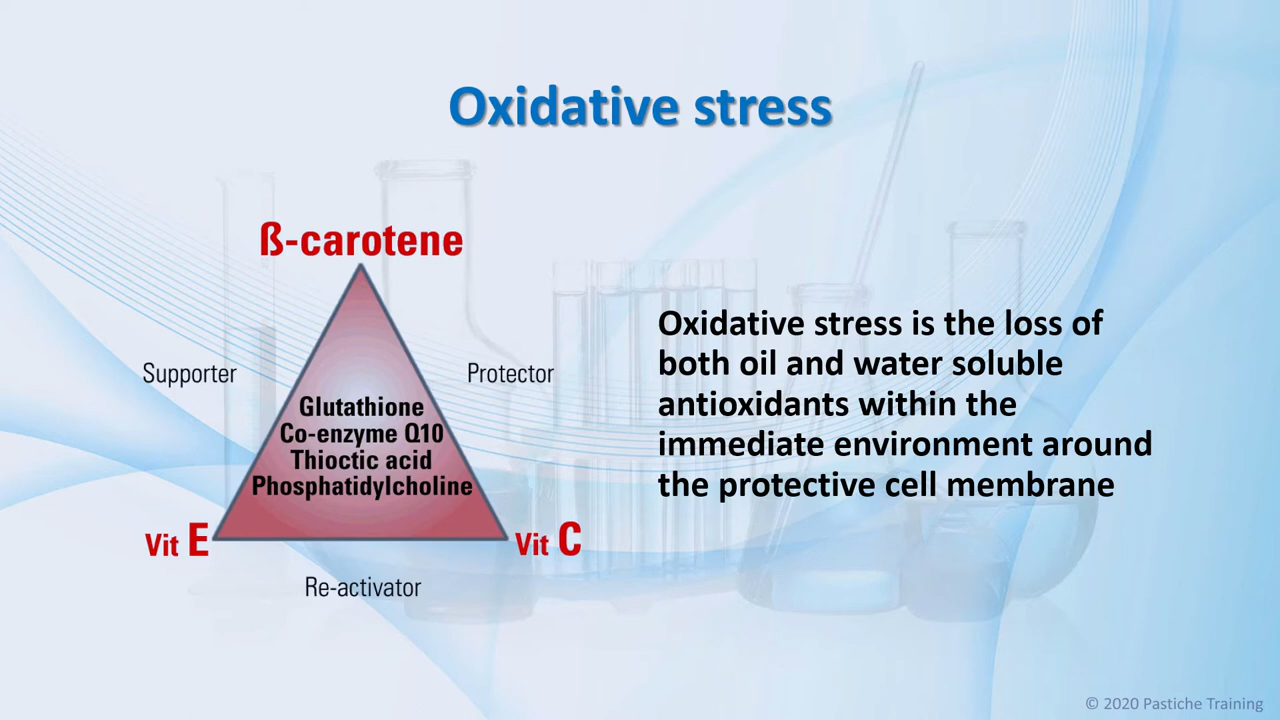 Oxidative stress
ß-carotene
Supporter
Protector
Glutathione
Co-enzyme Q10
Thioctic acid
Phosphatidylcholine
Vit E
Vit C
Re-activator
Oxidative stress is the loss of
both oil and water soluble
antioxidants within the
immediate environment around
the protective cell membrane
© 2020 Pastiche Training